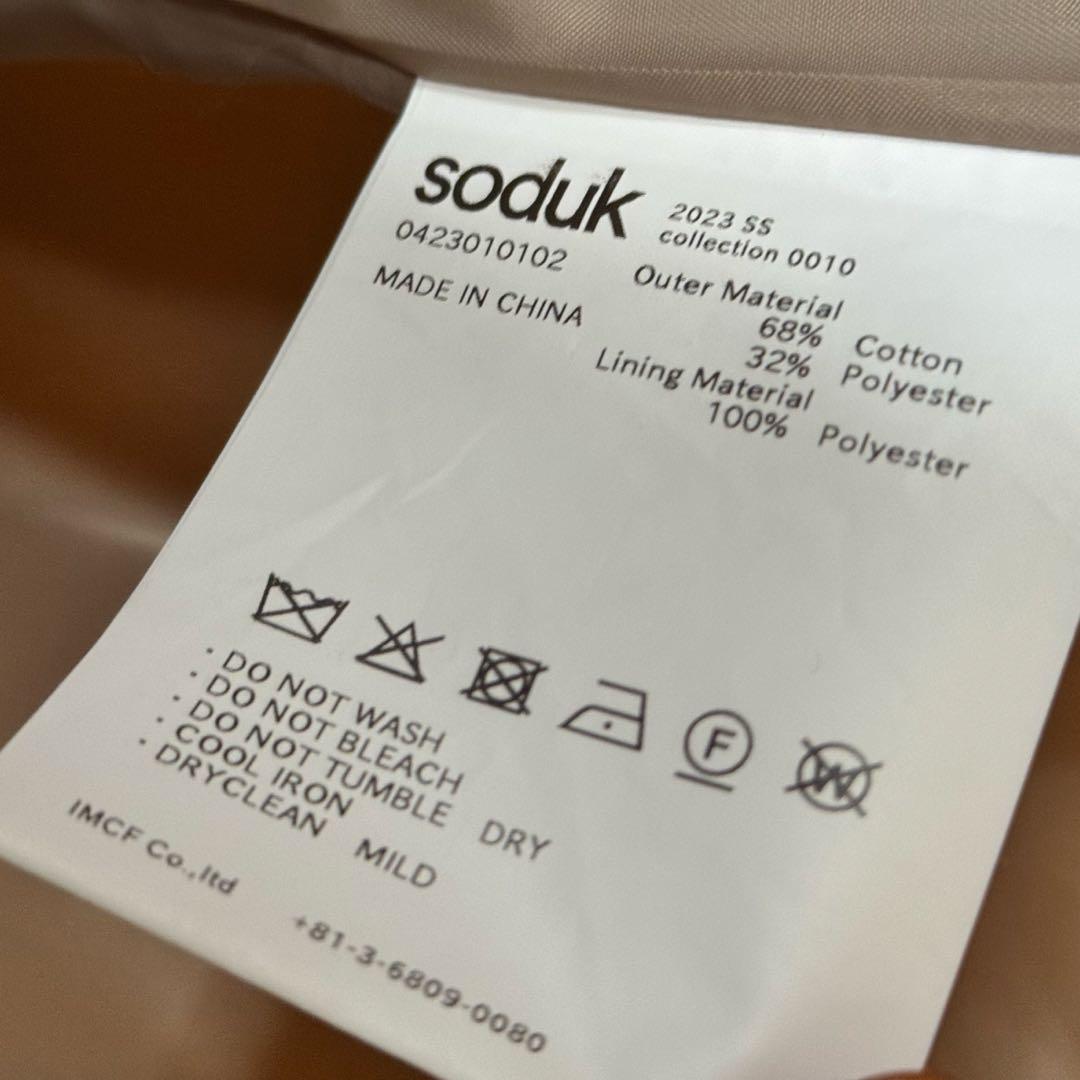 soduk
2023 SS
collection 0010
0423010102
MADE IN CHINA
Outer Material
68% Cotton
32% Polyester
Lining Material
100% Polyester
F
W
· DO NOT WASH
· DO NOT BLEACH
· DO NOT TUMBLE DRY
· COOL IRON
· DRYCLEAN MILD
IMCF Co.,ltd
+81-3-6809-0080